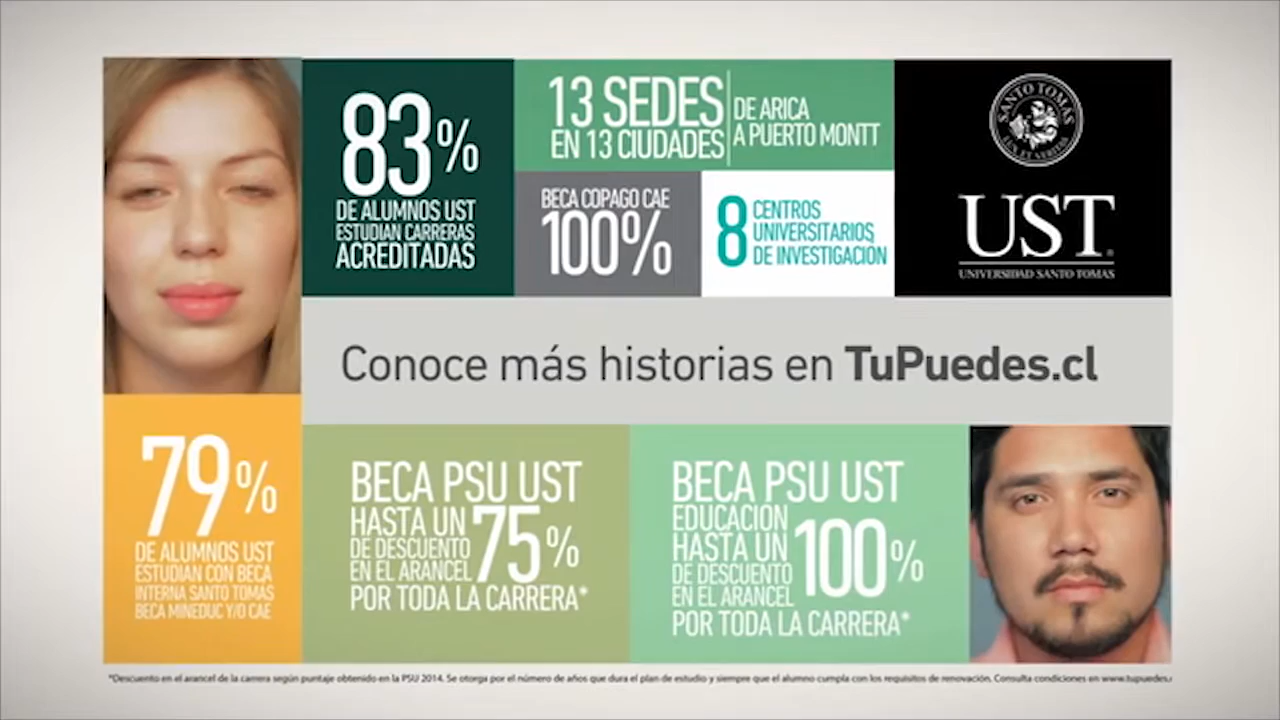 83%
DE ALUMNOS UST
ESTUDIAN CARRERAS
ACREDITADAS
13 SEDES
EN 13 CIUDADES
DE ARICA
A PUERTO MONTT
BECA COPAGO CAE
100%
8
CENTROS
UNIVERSITARIOS
DE INVESTIGACIÓN
SANTO TOMAS
LUX ET VERITAS
UST®
UNIVERSIDAD SANTO TOMAS
Conoce más historias en TuPuedes.cl
79%
DE ALUMNOS UST
ESTUDIAN CON BECA
INTERNA SANTO TOMAS
BECA MINEDUC Y/O CAE
BECA PSU UST
HASTA UN
DE DESCUENTO
EN EL ARANCEL
75%
POR TODA LA CARRERA*
BECA PSU UST
EDUCACIÓN
HASTA UN
DE DESCUENTO
EN EL ARANCEL
100%
POR TODA LA CARRERA*
*Descuento en el arancel de la carrera según puntaje obtenido en la PSU 2014. Se otorga por el número de años que dura el plan de estudio y siempre que el alumno cumpla con los requisitos de renovación. Consulta condiciones en www.tupuedes.c